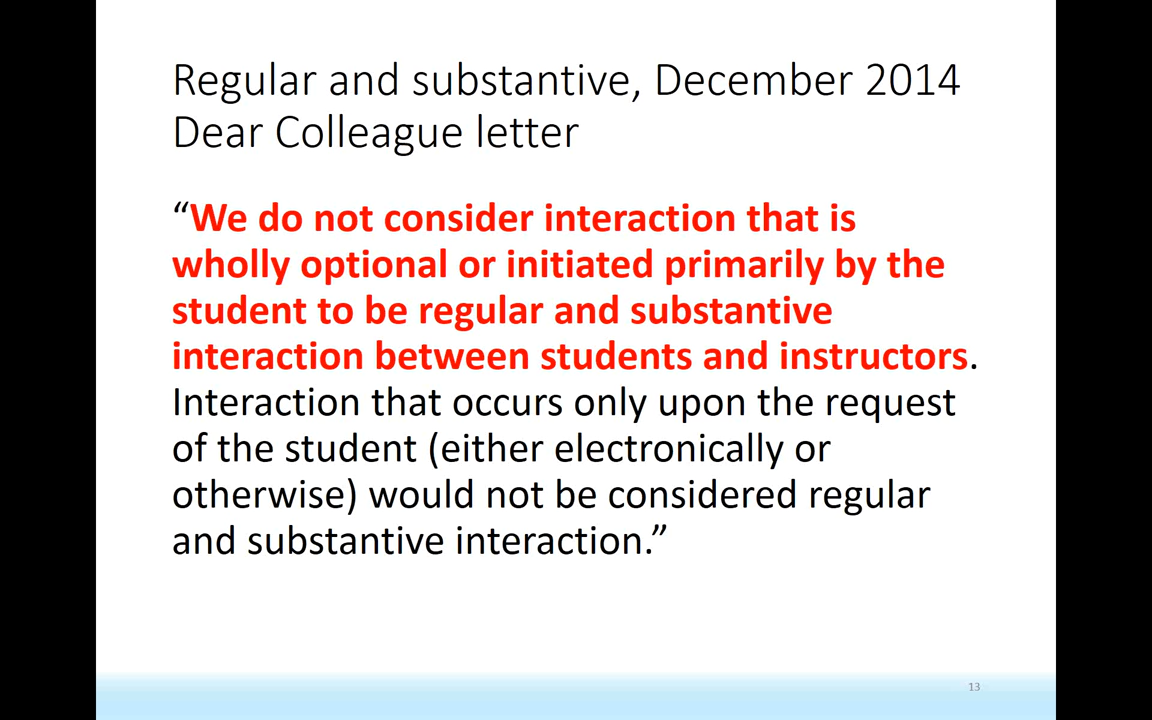 Regular and substantive, December 2014
Dear Colleague letter
“We do not consider interaction that is
wholly optional or initiated primarily by the
student to be regular and substantive
interaction between students and instructors.
Interaction that occurs only upon the request
of the student (either electronically or
otherwise) would not be considered regular
and substantive interaction.”
13